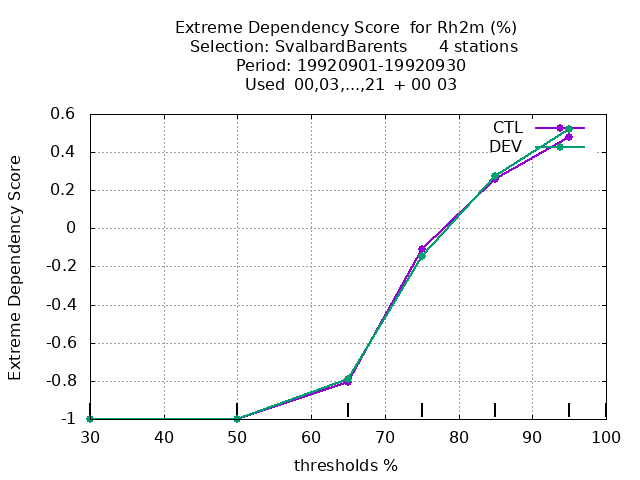 Extreme Dependency Score  for Rh2m (%)
Selection: SvalbardBarents      4 stations
Period: 19920901-19920930
Used  00,03,...,21  + 00 03
CTL
DEV
Extreme Dependency Score
0.6
0.4
0.2
0
-0.2
-0.4
-0.6
-0.8
-1
30 40 50 60 70 80 90 100
thresholds %